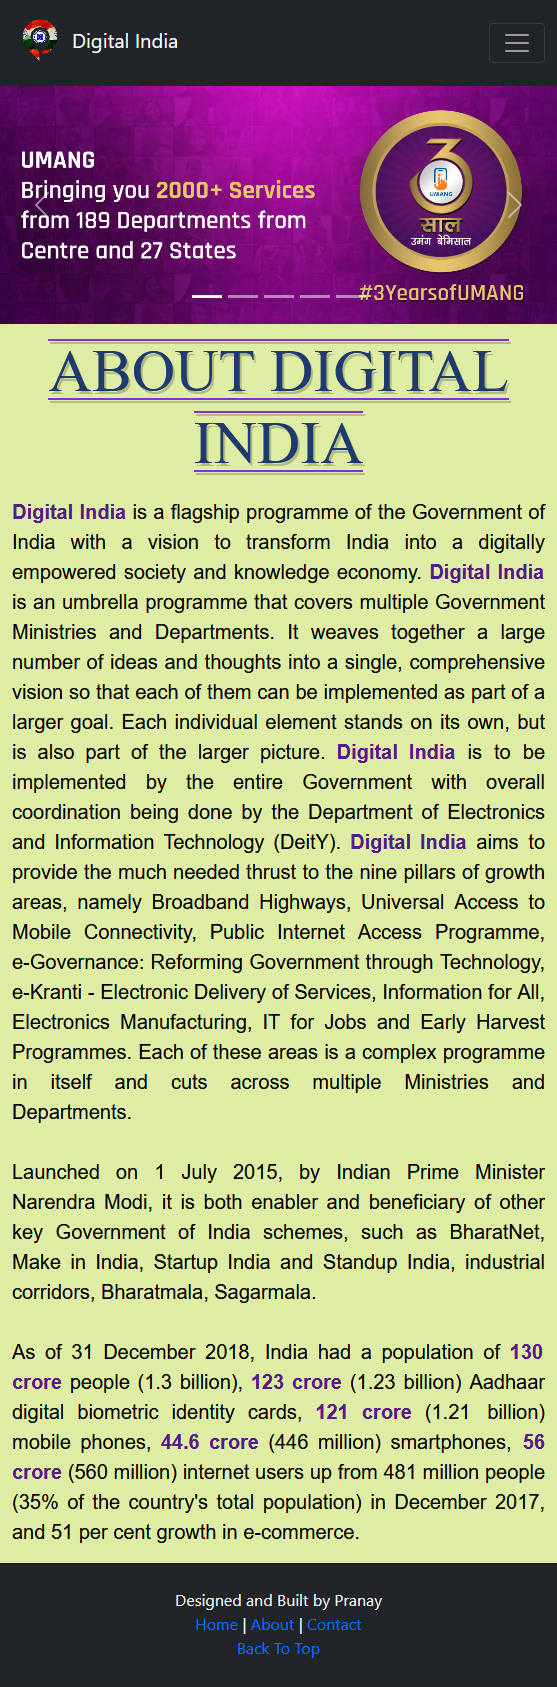 Digital India
UMANG
Bringing you 2000+ Services
from 189 Departments from
Centre and 27 States
3
UMANG
साल
उमंग बेमिसाल
#3YearsofUMANG
ABOUT DIGITAL
INDIA
Digital India is a flagship programme of the Government of
India with a vision to transform India into a digitally
empowered society and knowledge economy. Digital India
is an umbrella programme that covers multiple Government
Ministries and Departments. It weaves together a large
number of ideas and thoughts into a single, comprehensive
vision so that each of them can be implemented as part of a
larger goal. Each individual element stands on its own, but
is also part of the larger picture. Digital India is to be
implemented by the entire Government with overall
coordination being done by the Department of Electronics
and Information Technology (DeitY). Digital India aims to
provide the much needed thrust to the nine pillars of growth
areas, namely Broadband Highways, Universal Access to
Mobile Connectivity, Public Internet Access Programme,
e-Governance: Reforming Government through Technology,
e-Kranti - Electronic Delivery of Services, Information for All,
Electronics Manufacturing, IT for Jobs and Early Harvest
Programmes. Each of these areas is a complex programme
in itself and cuts across multiple Ministries and
Departments.
Launched on 1 July 2015, by Indian Prime Minister
Narendra Modi, it is both enabler and beneficiary of other
key Government of India schemes, such as BharatNet,
Make in India, Startup India and Standup India, industrial
corridors, Bharatmala, Sagarmala.
As of 31 December 2018, India had a population of 130
crore people (1.3 billion), 123 crore (1.23 billion) Aadhaar
digital biometric identity cards, 121 crore (1.21 billion)
mobile phones, 44.6 crore (446 million) smartphones, 56
crore (560 million) internet users up from 481 million people
(35% of the country's total population) in December 2017,
and 51 per cent growth in e-commerce.
Designed and Built by Pranay
Home | About | Contact
Back To Top